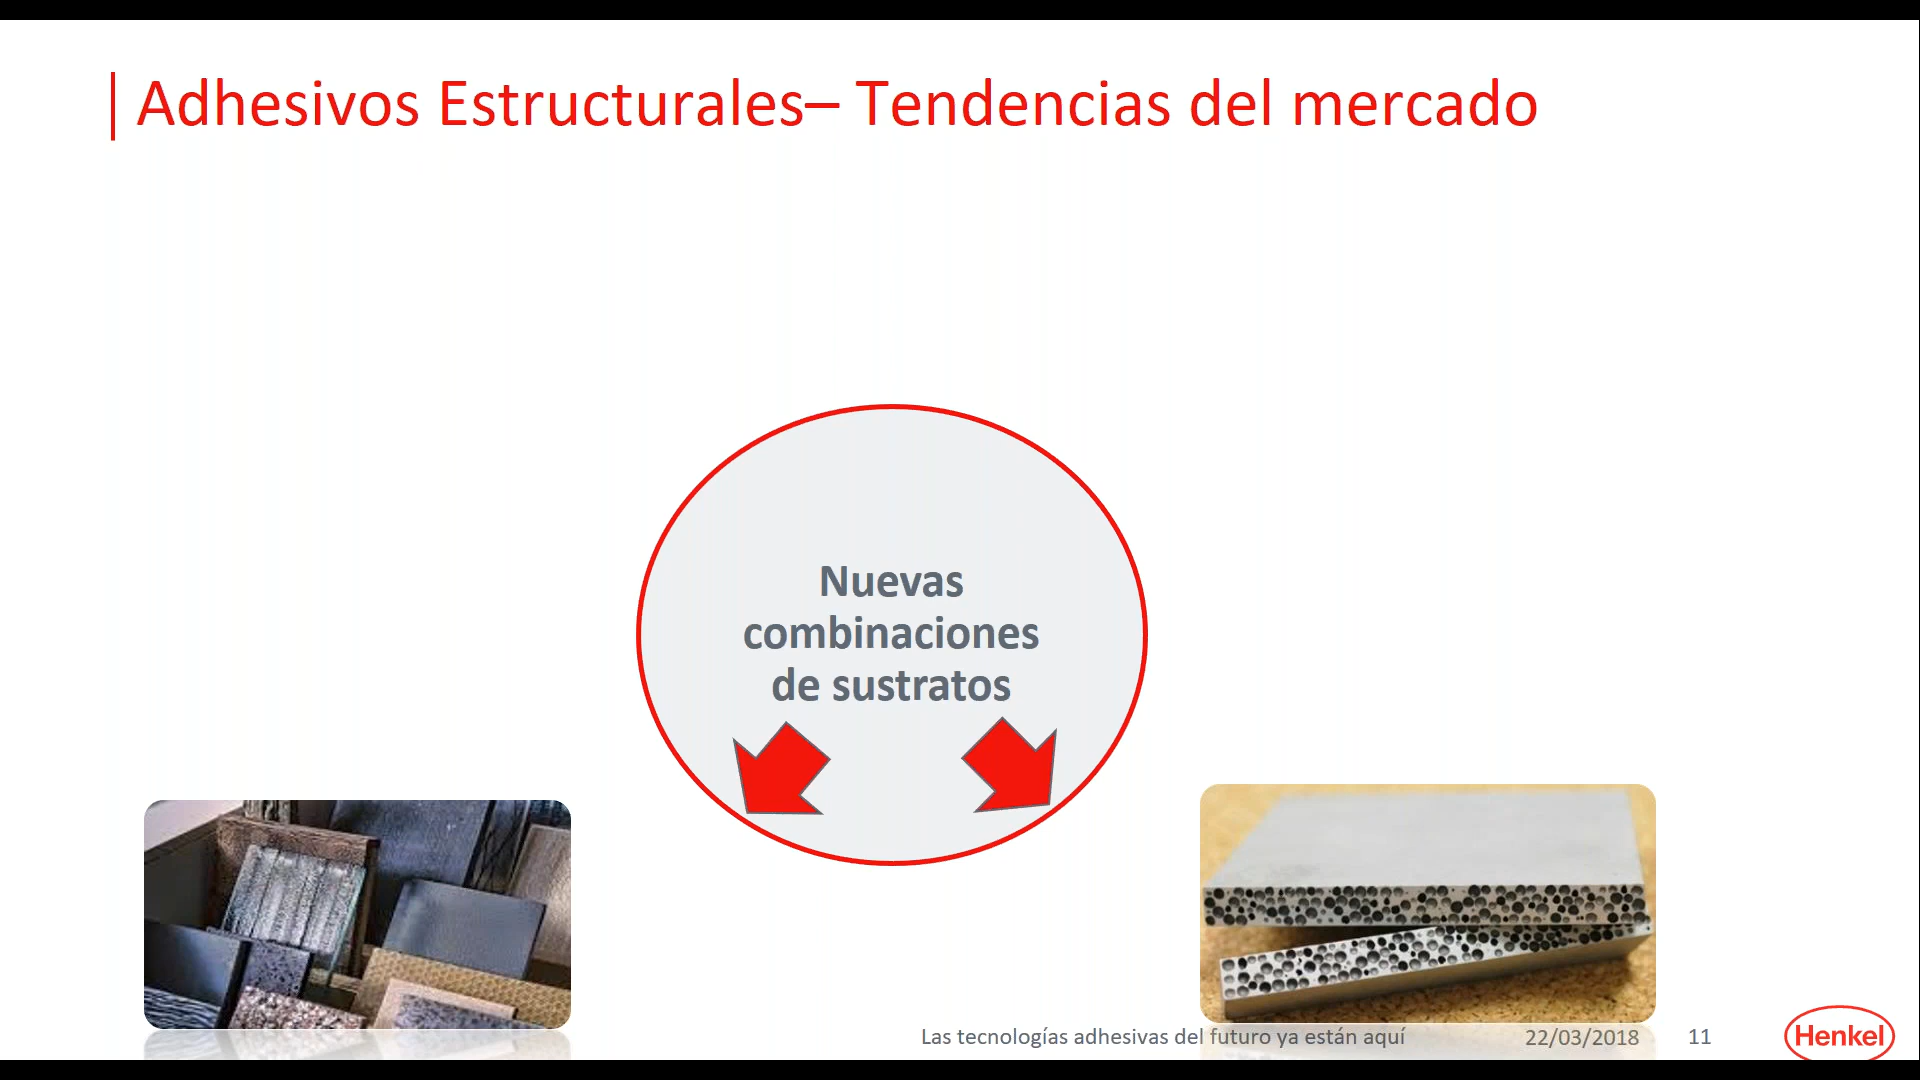 Adhesivos Estructurales– Tendencias del mercado
Nuevas
combinaciones
de sustratos
Las tecnologías adhesivas del futuro ya están aquí
22/03/2018
11
Henkel